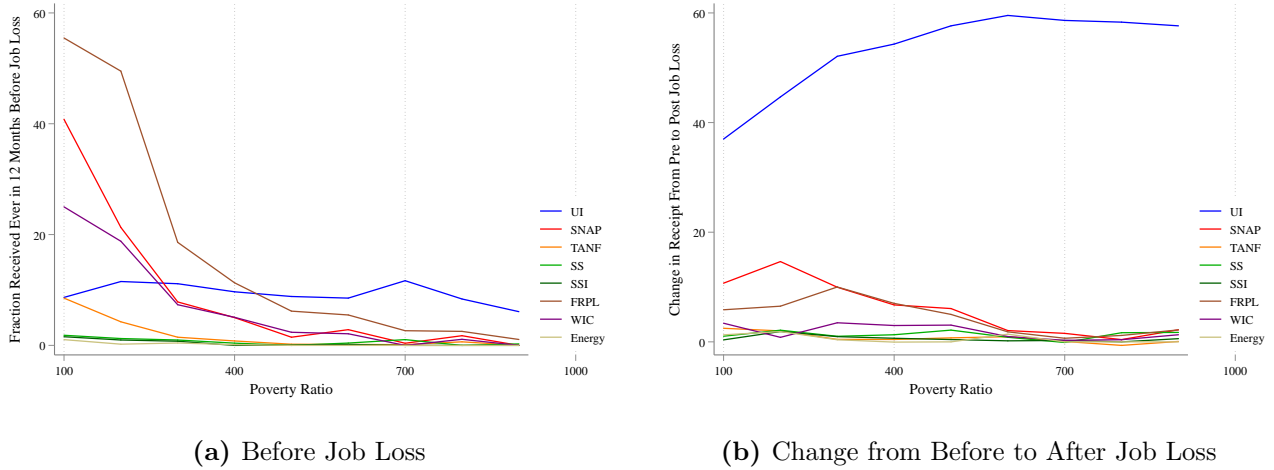 Fraction Received Ever in 12 Months Before Job Loss
60
40
20
0
100
400
700
1000
Poverty Ratio
UI
SNAP
TANF
SS
SSI
FRPL
WIC
Energy
(a) Before Job Loss
Change in Receipt From Pre to Post Job Loss
60
40
20
0
100
400
700
1000
Poverty Ratio
UI
SNAP
TANF
SS
SSI
FRPL
WIC
Energy
(b) Change from Before to After Job Loss